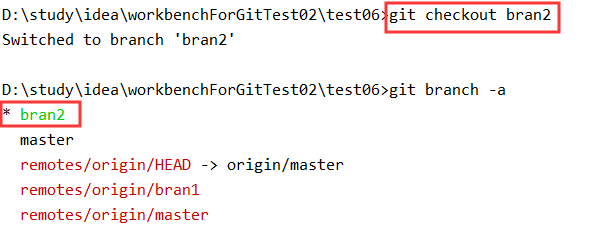 D:\study\idea\workbenchForGitTest02\test06>git checkout bran2
Switched to branch 'bran2'
D:\study\idea\workbenchForGitTest02\test06>git branch -a
* bran2
master
remotes/origin/HEAD -> origin/master
remotes/origin/bran1
remotes/origin/master